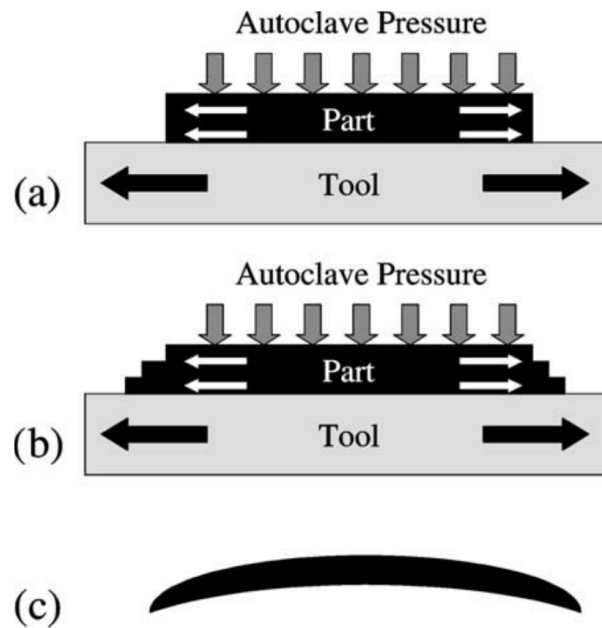 Autoclave Pressure
Part
(a)
Tool
Autoclave Pressure
Part
(b)
Tool
(c)